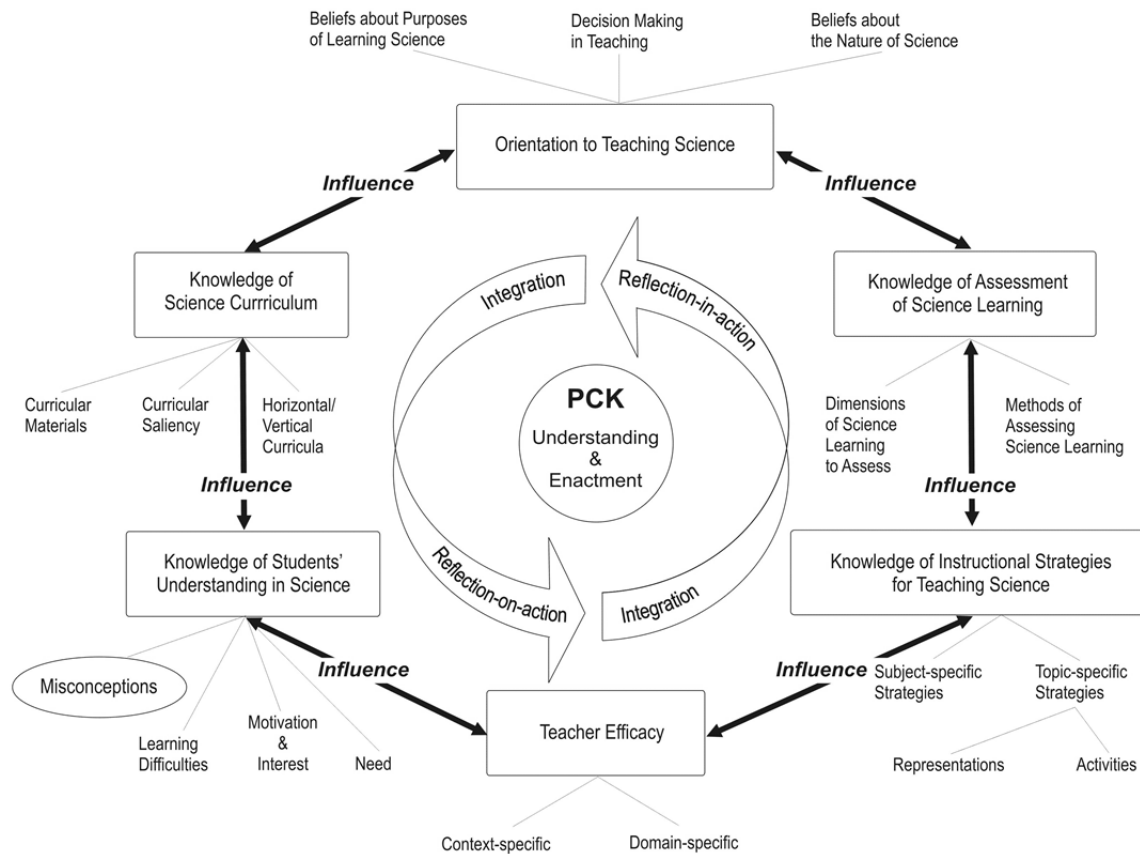 Beliefs about Purposes
of Learning Science
Decision Making
in Teaching
Beliefs about
the Nature of Science
Orientation to Teaching Science
Influence
Influence
Knowledge of
Science Currriculum
Knowledge of Assessment
of Science Learning
Integration
Reflection-in-action
PCK
Understanding
&
Enactment
Curricular
Materials
Curricular
Saliency
Horizontal/
Vertical
Curricula
Dimensions
of Science
Learning
to Assess
Methods of
Assessing
Science Learning
Influence
Influence
Knowledge of Students'
Understanding in Science
Reflection-on-action
Integration
Knowledge of Instructional Strategies
for Teaching Science
Influence
Influence
Misconceptions
Learning
Difficulties
Motivation
&
Interest
Need
Teacher Efficacy
Subject-specific
Strategies
Topic-specific
Strategies
Representations
Activities
Context-specific
Domain-specific